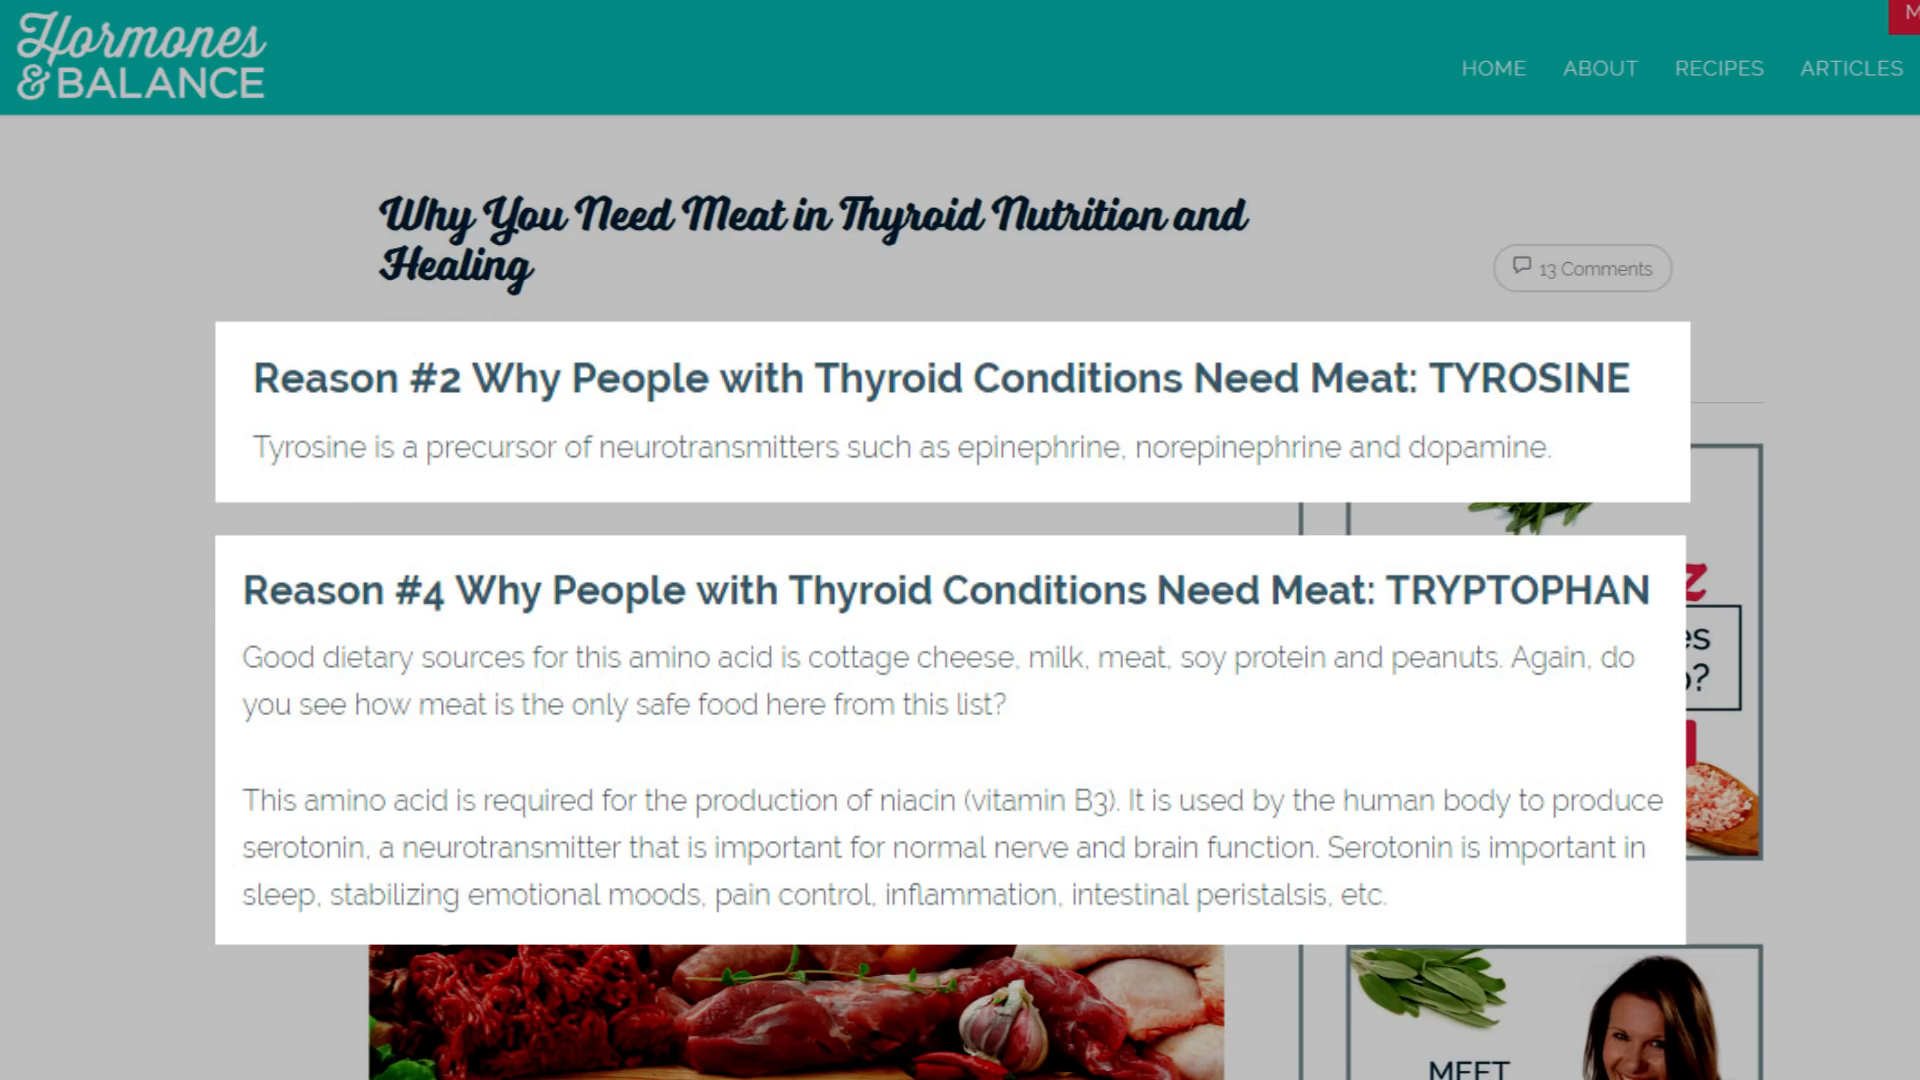 Hormones
& BALANCE
M
HOME ABOUT RECIPES ARTICLES
Why You Need Meat in Thyroid Nutrition and
Healing
13 Comments
Reason #2 Why People with Thyroid Conditions Need Meat: TYROSINE
Tyrosine is a precursor of neurotransmitters such as epinephrine, norepinephrine and dopamine.
Reason #4 Why People with Thyroid Conditions Need Meat: TRYPTOPHAN
Good dietary sources for this amino acid is cottage cheese, milk, meat, soy protein and peanuts. Again, do
you see how meat is the only safe food here from this list?
This amino acid is required for the production of niacin (vitamin B3). It is used by the human body to produce
serotonin, a neurotransmitter that is important for normal nerve and brain function. Serotonin is important in
sleep, stabilizing emotional moods, pain control, inflammation, intestinal peristalsis, etc.
MEET